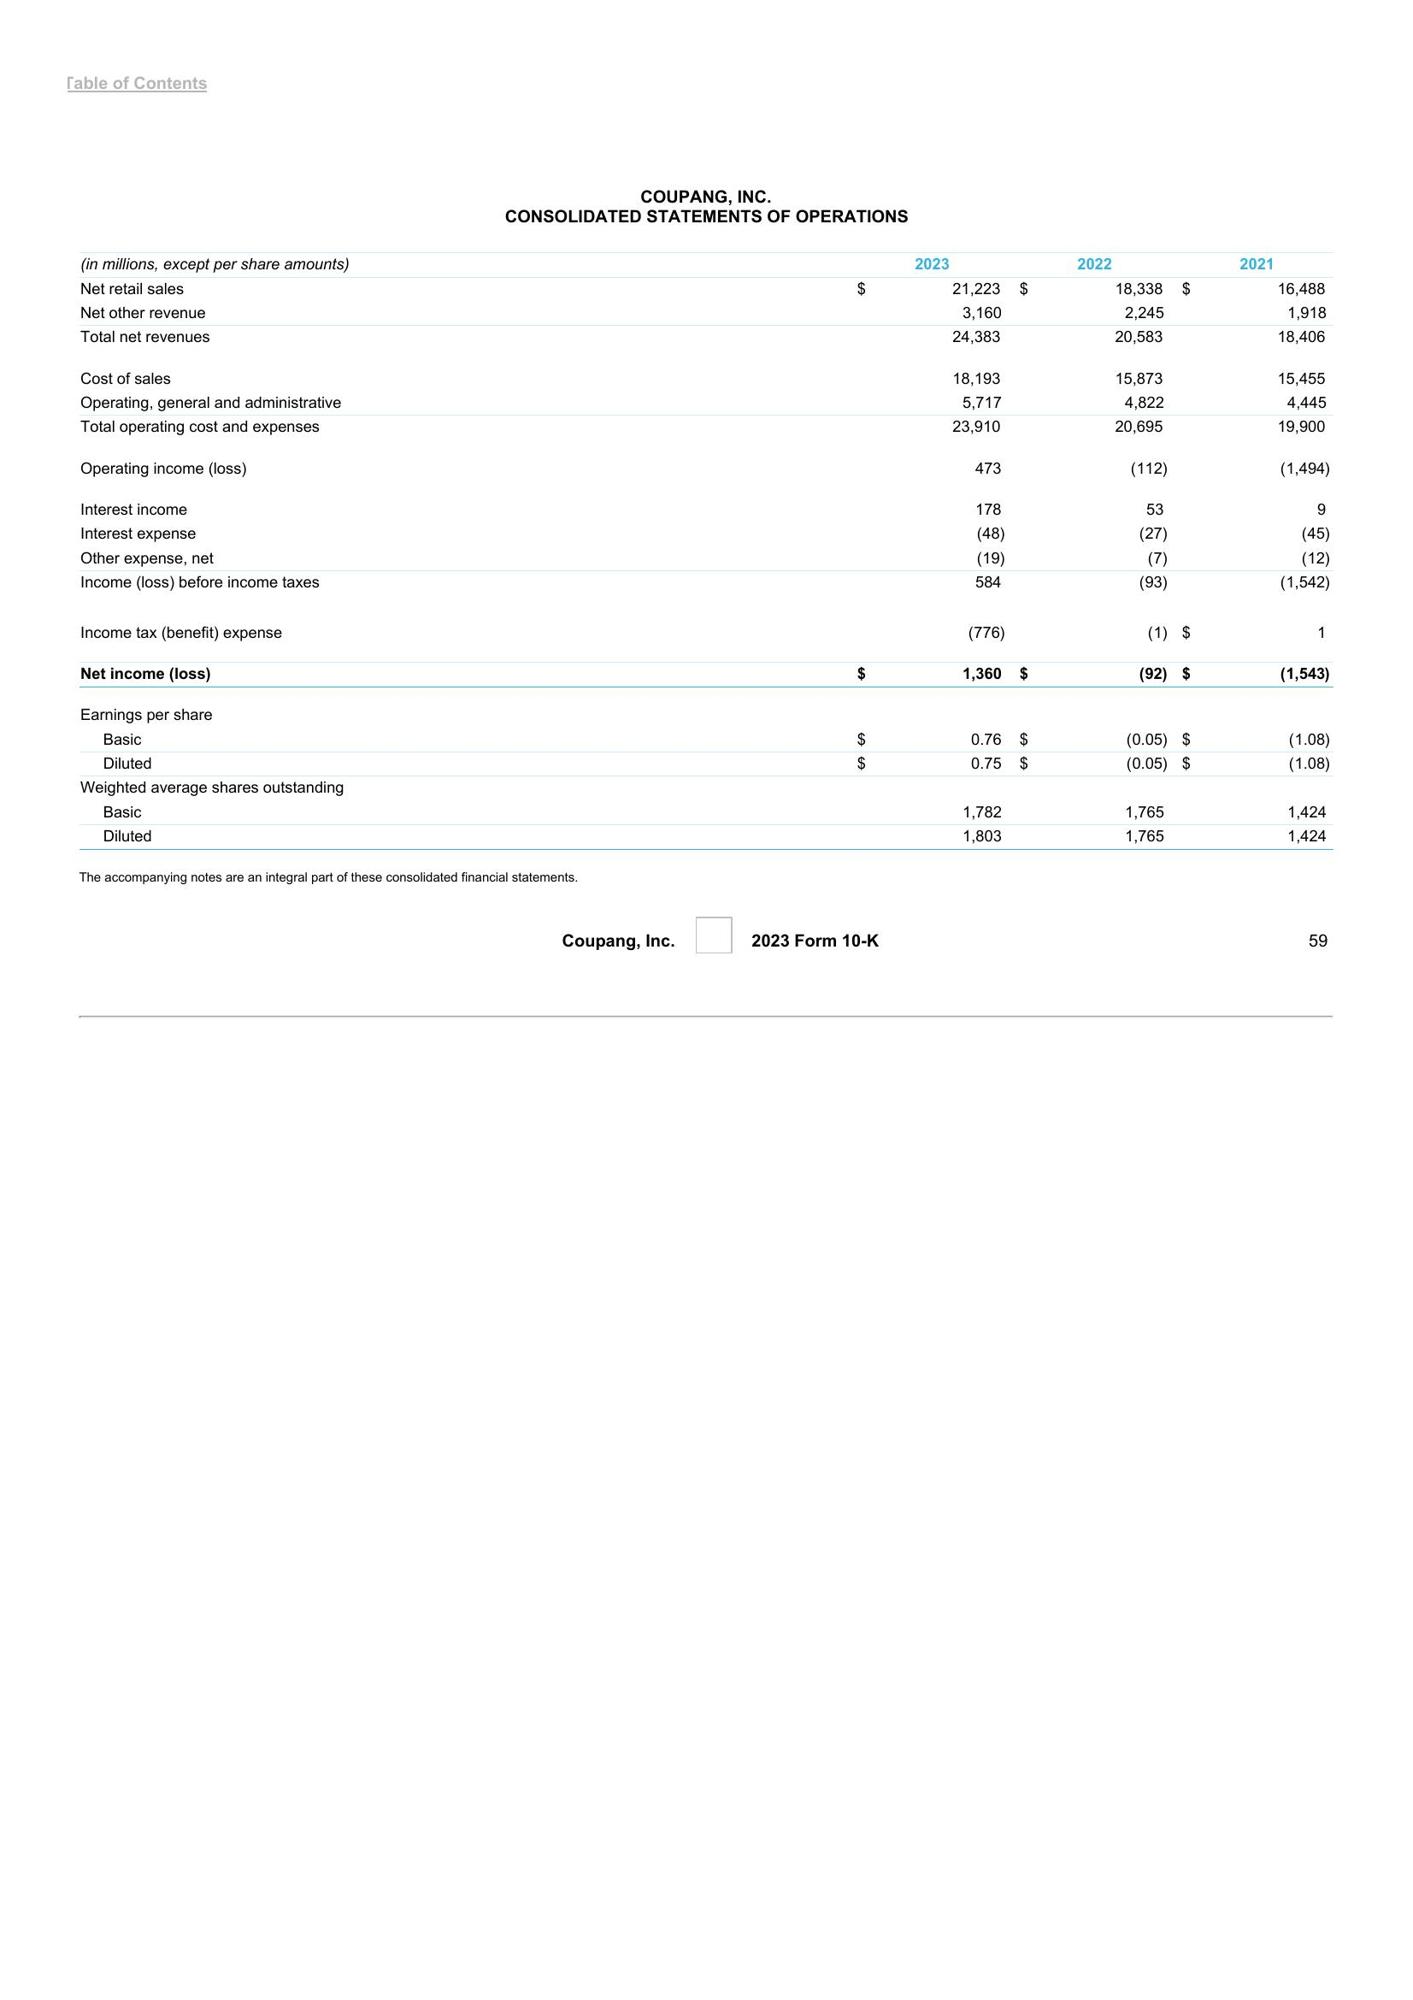 Table of Contents
COUPANG, INC.
CONSOLIDATED STATEMENTS OF OPERATIONS
(in millions, except per share amounts) 2023 2022 2021
Net retail sales $ 21,223 $ 18,338 $ 16,488
Net other revenue 3,160 2,245 1,918
Total net revenues 24,383 20,583 18,406
Cost of sales 18,193 15,873 15,455
Operating, general and administrative 5,717 4,822 4,445
Total operating cost and expenses 23,910 20,695 19,900
Operating income (loss) 473 (112) (1,494)
Interest income 178 53 9
Interest expense (48) (27) (45)
Other expense, net (19) (7) (12)
Income (loss) before income taxes 584 (93) (1,542)
Income tax (benefit) expense (776) (1) $ 1
Net income (loss) $ 1,360 $ (92) $ (1,543)
Earnings per share
Basic $ 0.76 $ (0.05) $ (1.08)
Diluted $ 0.75 $ (0.05) $ (1.08)
Weighted average shares outstanding
Basic 1,782 1,765 1,424
Diluted 1,803 1,765 1,424
The accompanying notes are an integral part of these consolidated financial statements.
Coupang, Inc. 2023 Form 10-K 59